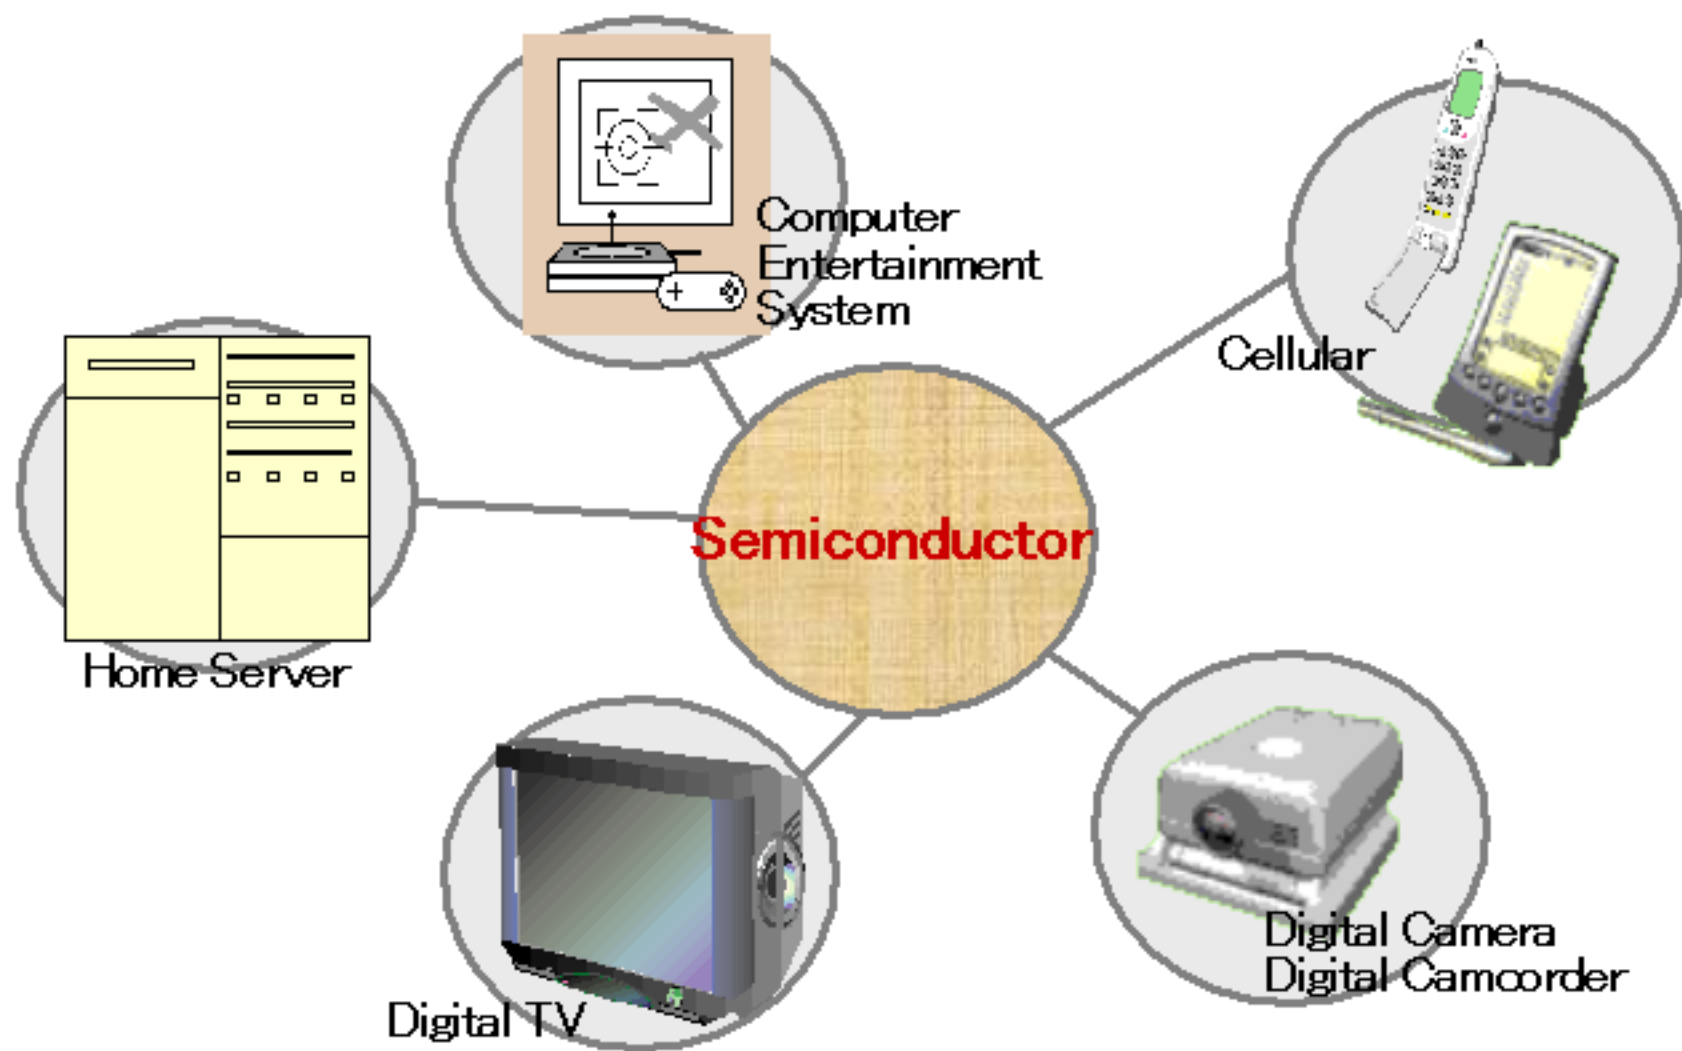 Computer
Entertainment
System
Cellular
Semiconductor
Home Server
Digital Camera
Digital Camcorder
Digital TV